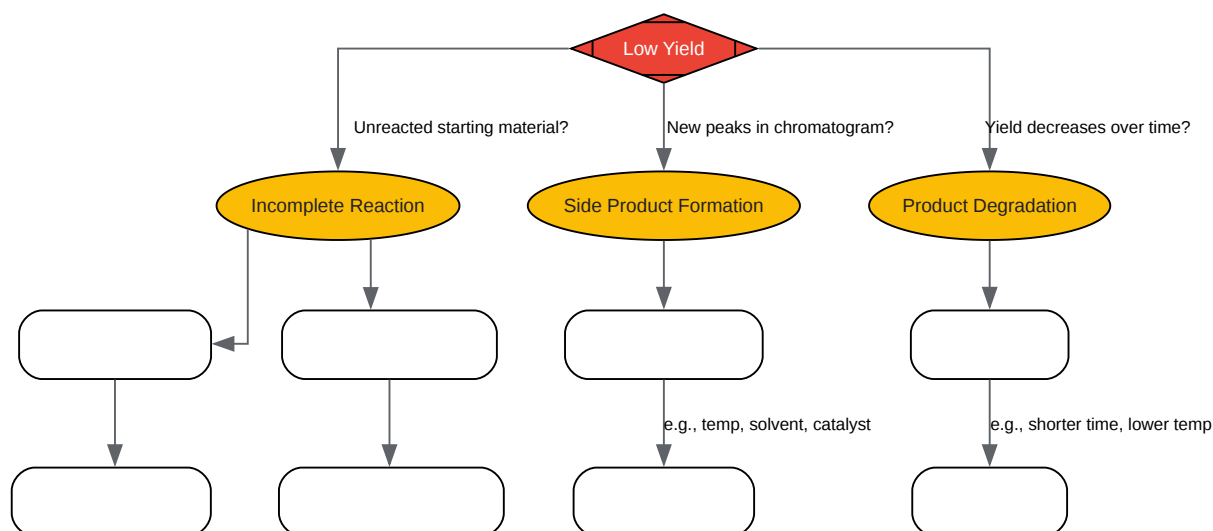 Low Yield
Unreacted starting material?
New peaks in chromatogram?
Yield decreases over time?
Incomplete Reaction
Side Product Formation
Product Degradation
e.g., temp, solvent, catalyst
e.g., shorter time, lower temp